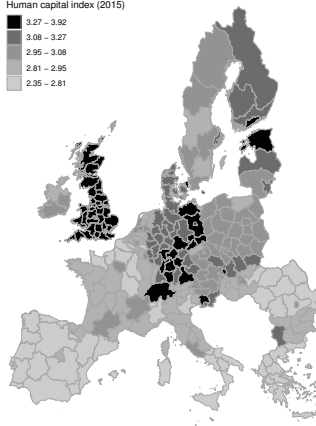 Human capital index (2015)
3.27 − 3.92
3.08 − 3.27
2.95 − 3.08
2.81 − 2.95
2.35 − 2.81